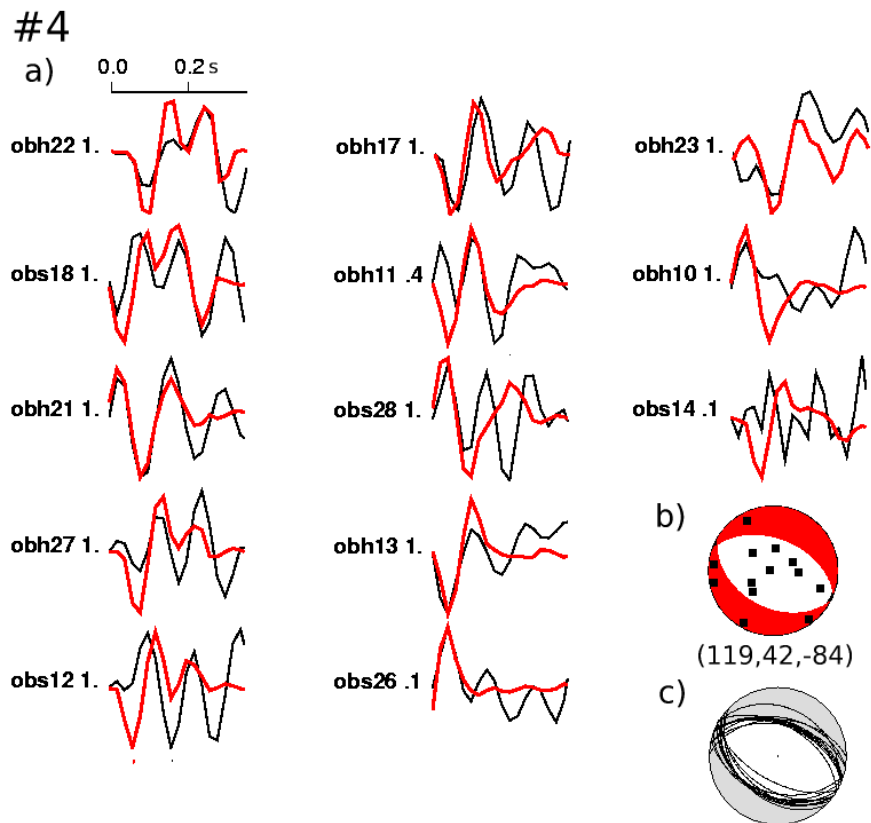 #4
a)
0.0 0.2 s
obh22 1.
obh17 1.
obh23 1.
obs18 1.
obh11 .4
obh10 1.
obh21 1.
obs28 1.
obs14 .1
obh27 1.
obh13 1.
b)
(119,42,-84)
obs12 1.
obs26 .1
c)